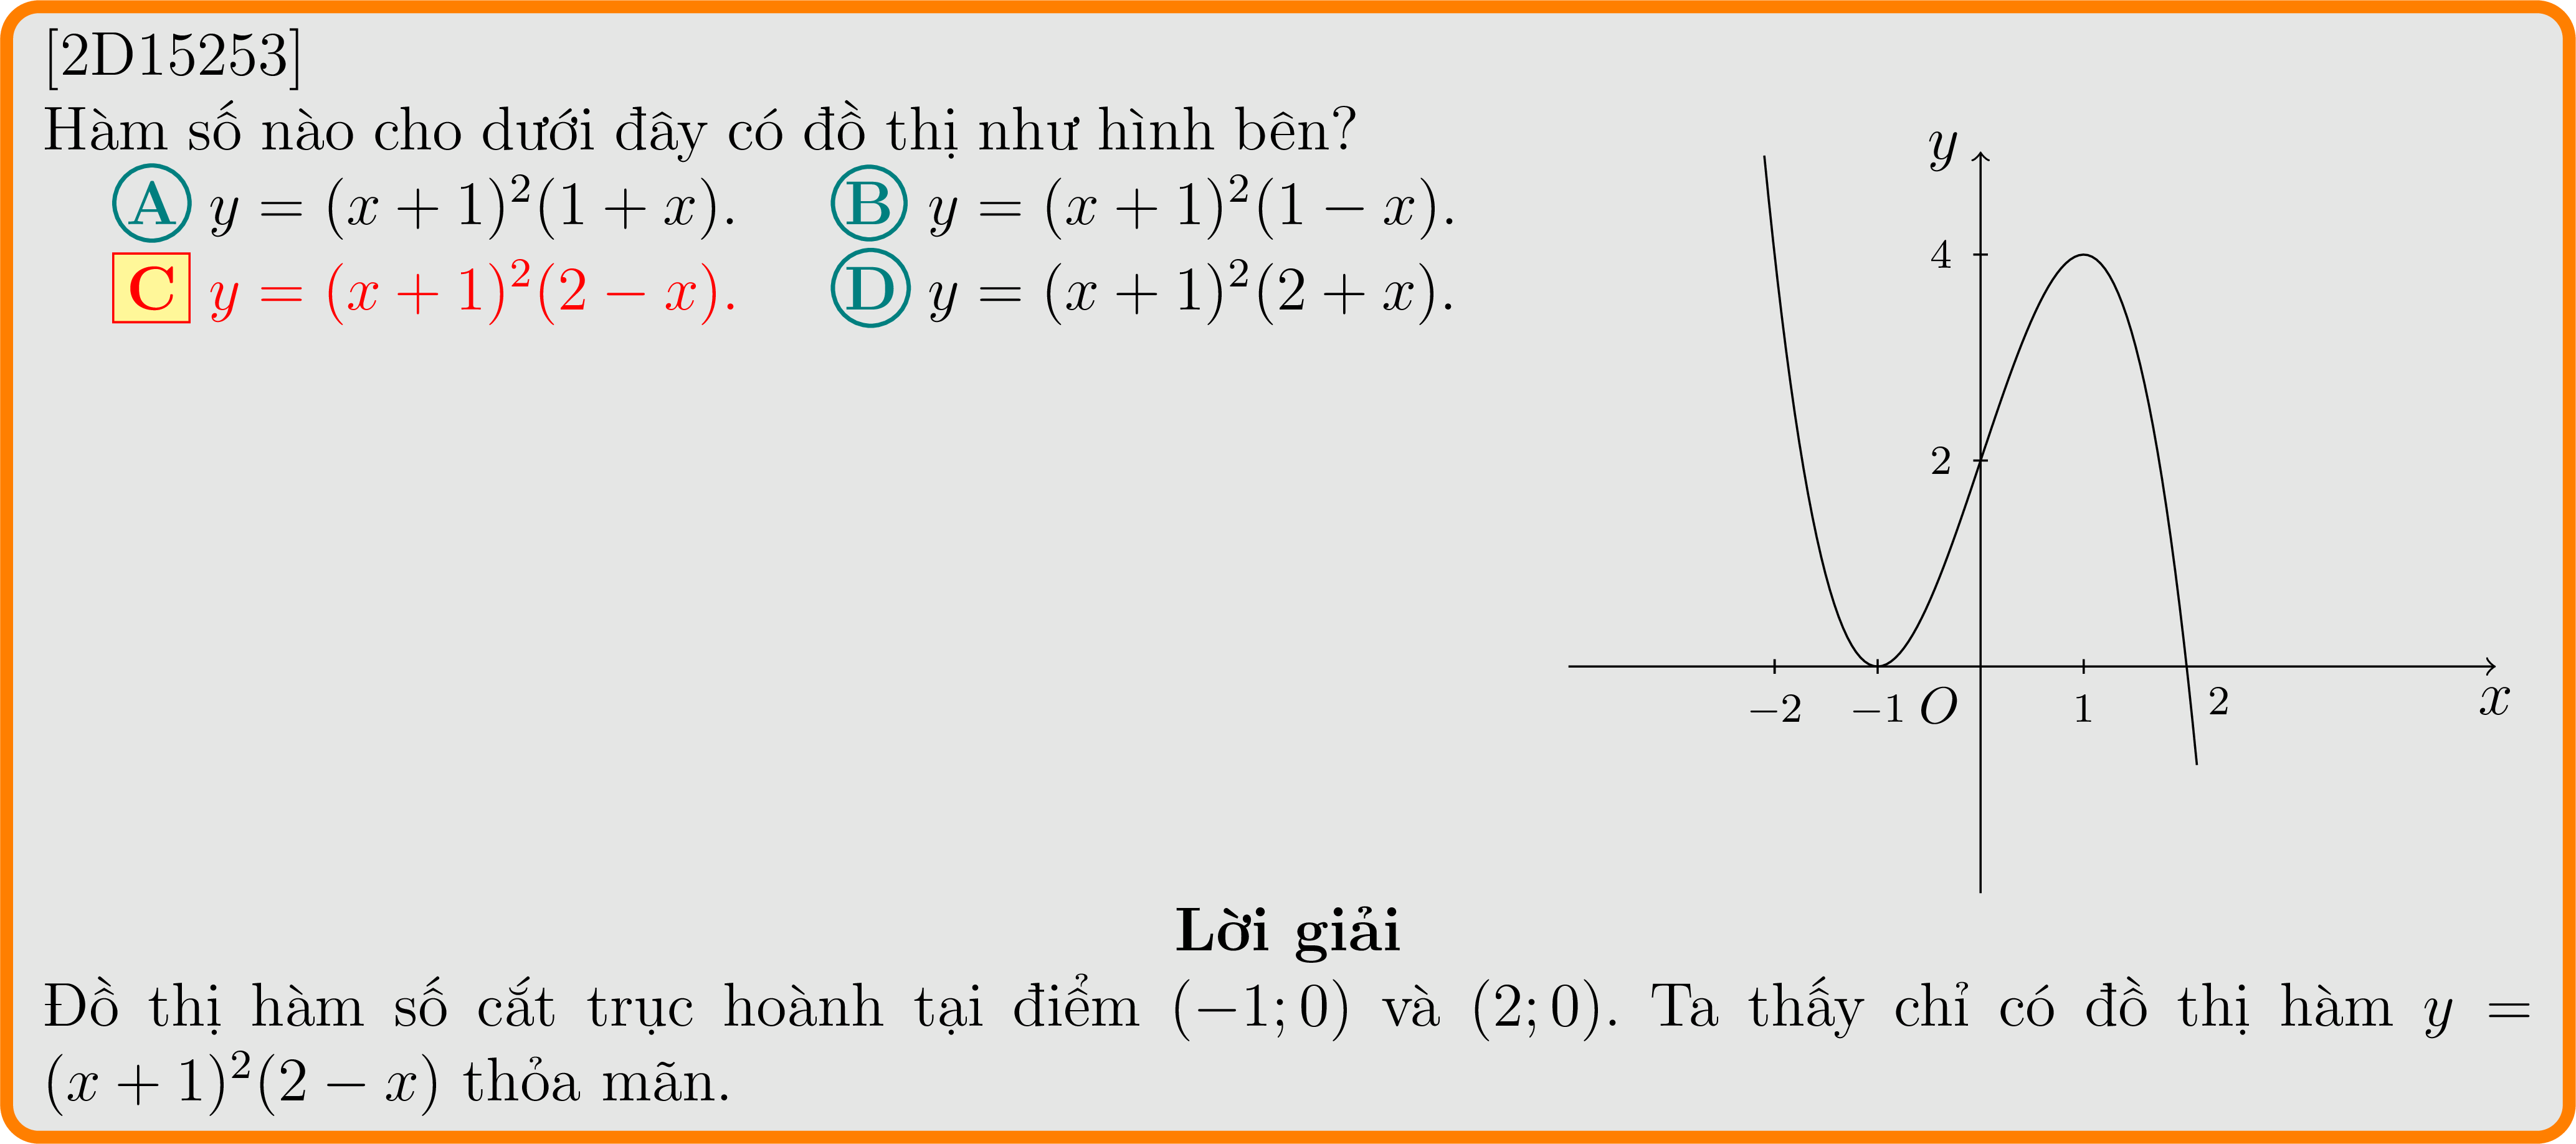 [2D15253]
Hàm số nào cho dưới đây có đồ thị như hình bên?
A y = (x + 1)²(1 + x). B y = (x + 1)²(1 − x).
C y = (x + 1)²(2 − x). D y = (x + 1)²(2 + x).
y
4
2
−2 −1 O 1 2 x
Lời giải
Đồ thị hàm số cắt trục hoành tại điểm (−1; 0) và (2; 0). Ta thấy chỉ có đồ thị hàm y =
(x + 1)²(2 − x) thỏa mãn.